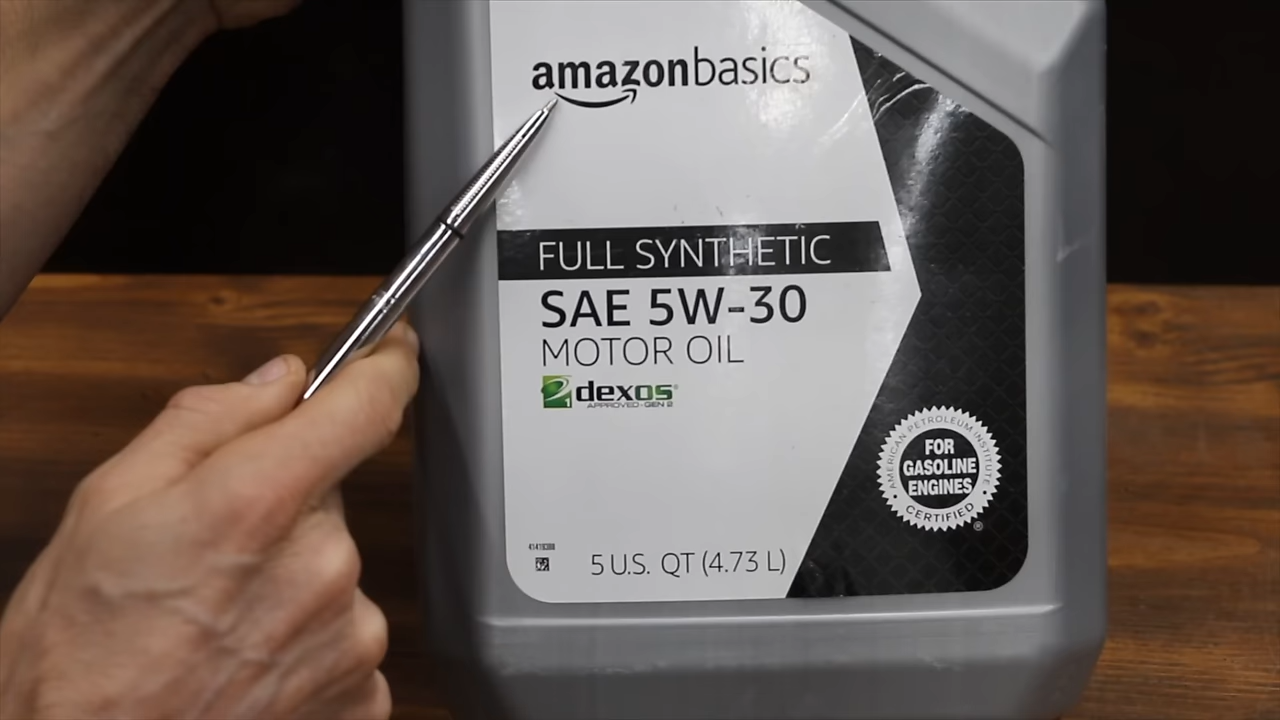 amazonbasics
FULL SYNTHETIC
SAE 5W-30
MOTOR OIL
dexos®
1
APPROVED-GEN 2
AMERICAN PETROLEUM INSTITUTE
FOR
GASOLINE
ENGINES
CERTIFIED
®
5 U.S. QT (4.73 L)